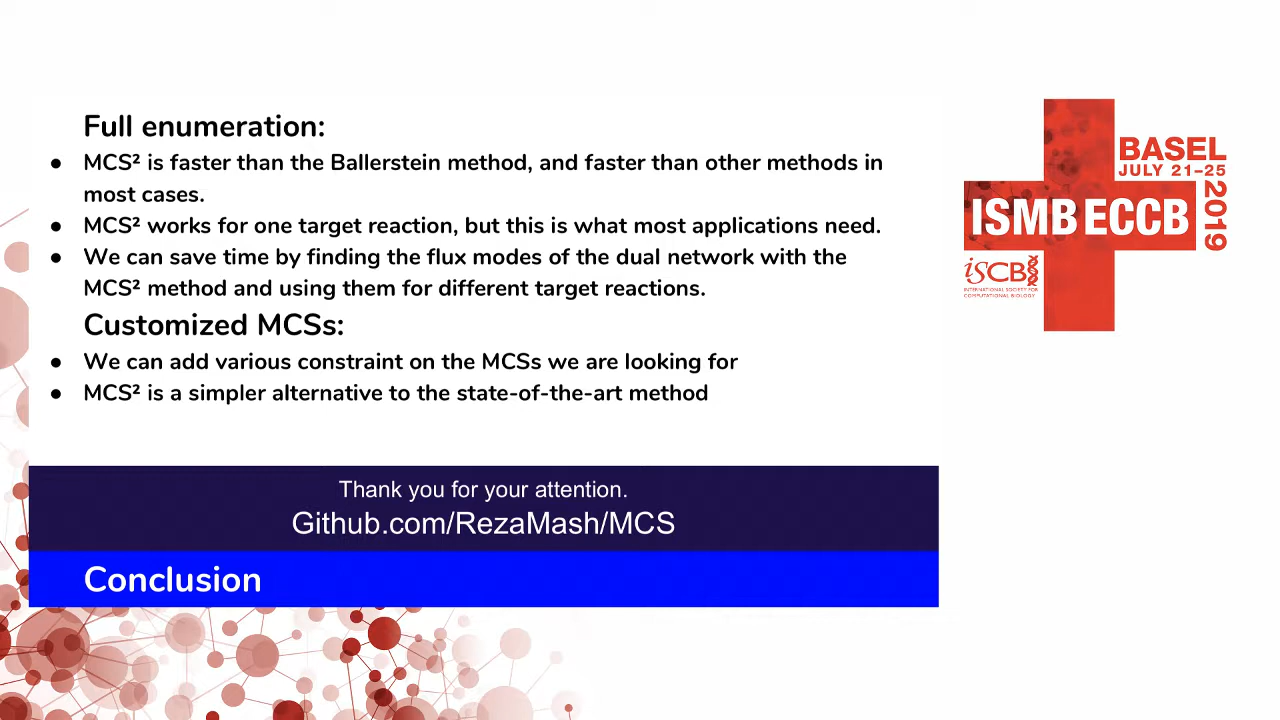 Full enumeration:
● MCS² is faster than the Ballerstein method, and faster than other methods in
most cases.
● MCS² works for one target reaction, but this is what most applications need.
● We can save time by finding the flux modes of the dual network with the
MCS² method and using them for different target reactions.
Customized MCSs:
● We can add various constraint on the MCSs we are looking for
● MCS² is a simpler alternative to the state-of-the-art method
Thank you for your attention.
Github.com/RezaMash/MCS
Conclusion
BASEL
JULY 21–25
2019
ISMB ECCB
ISCB
INTERNATIONAL SOCIETY FOR
COMPUTATIONAL BIOLOGY